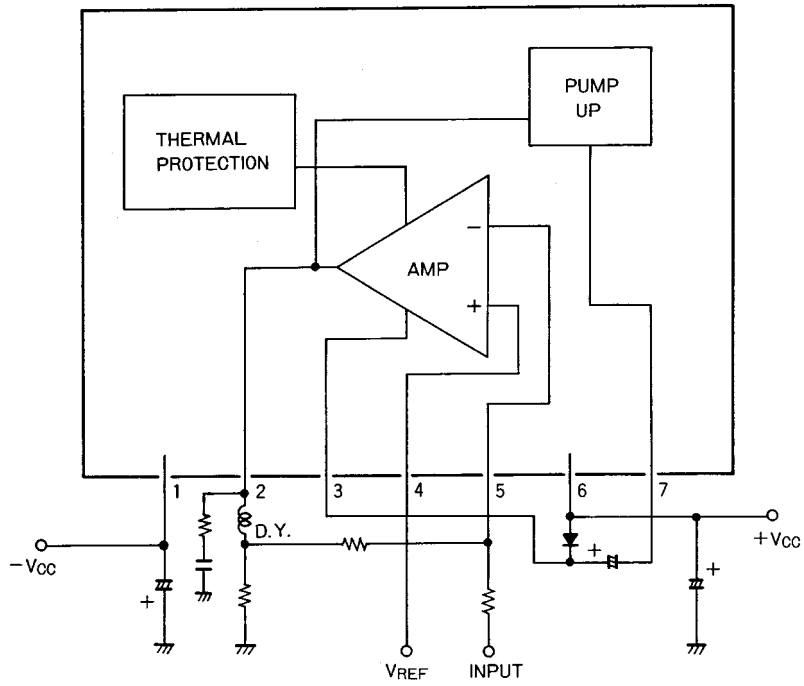 PUMP
UP
THERMAL
PROTECTION
AMP
−
+
1
2
3
4
5
6
7
D.Y.
−VCC
+
+
+
+VCC
VREF
INPUT